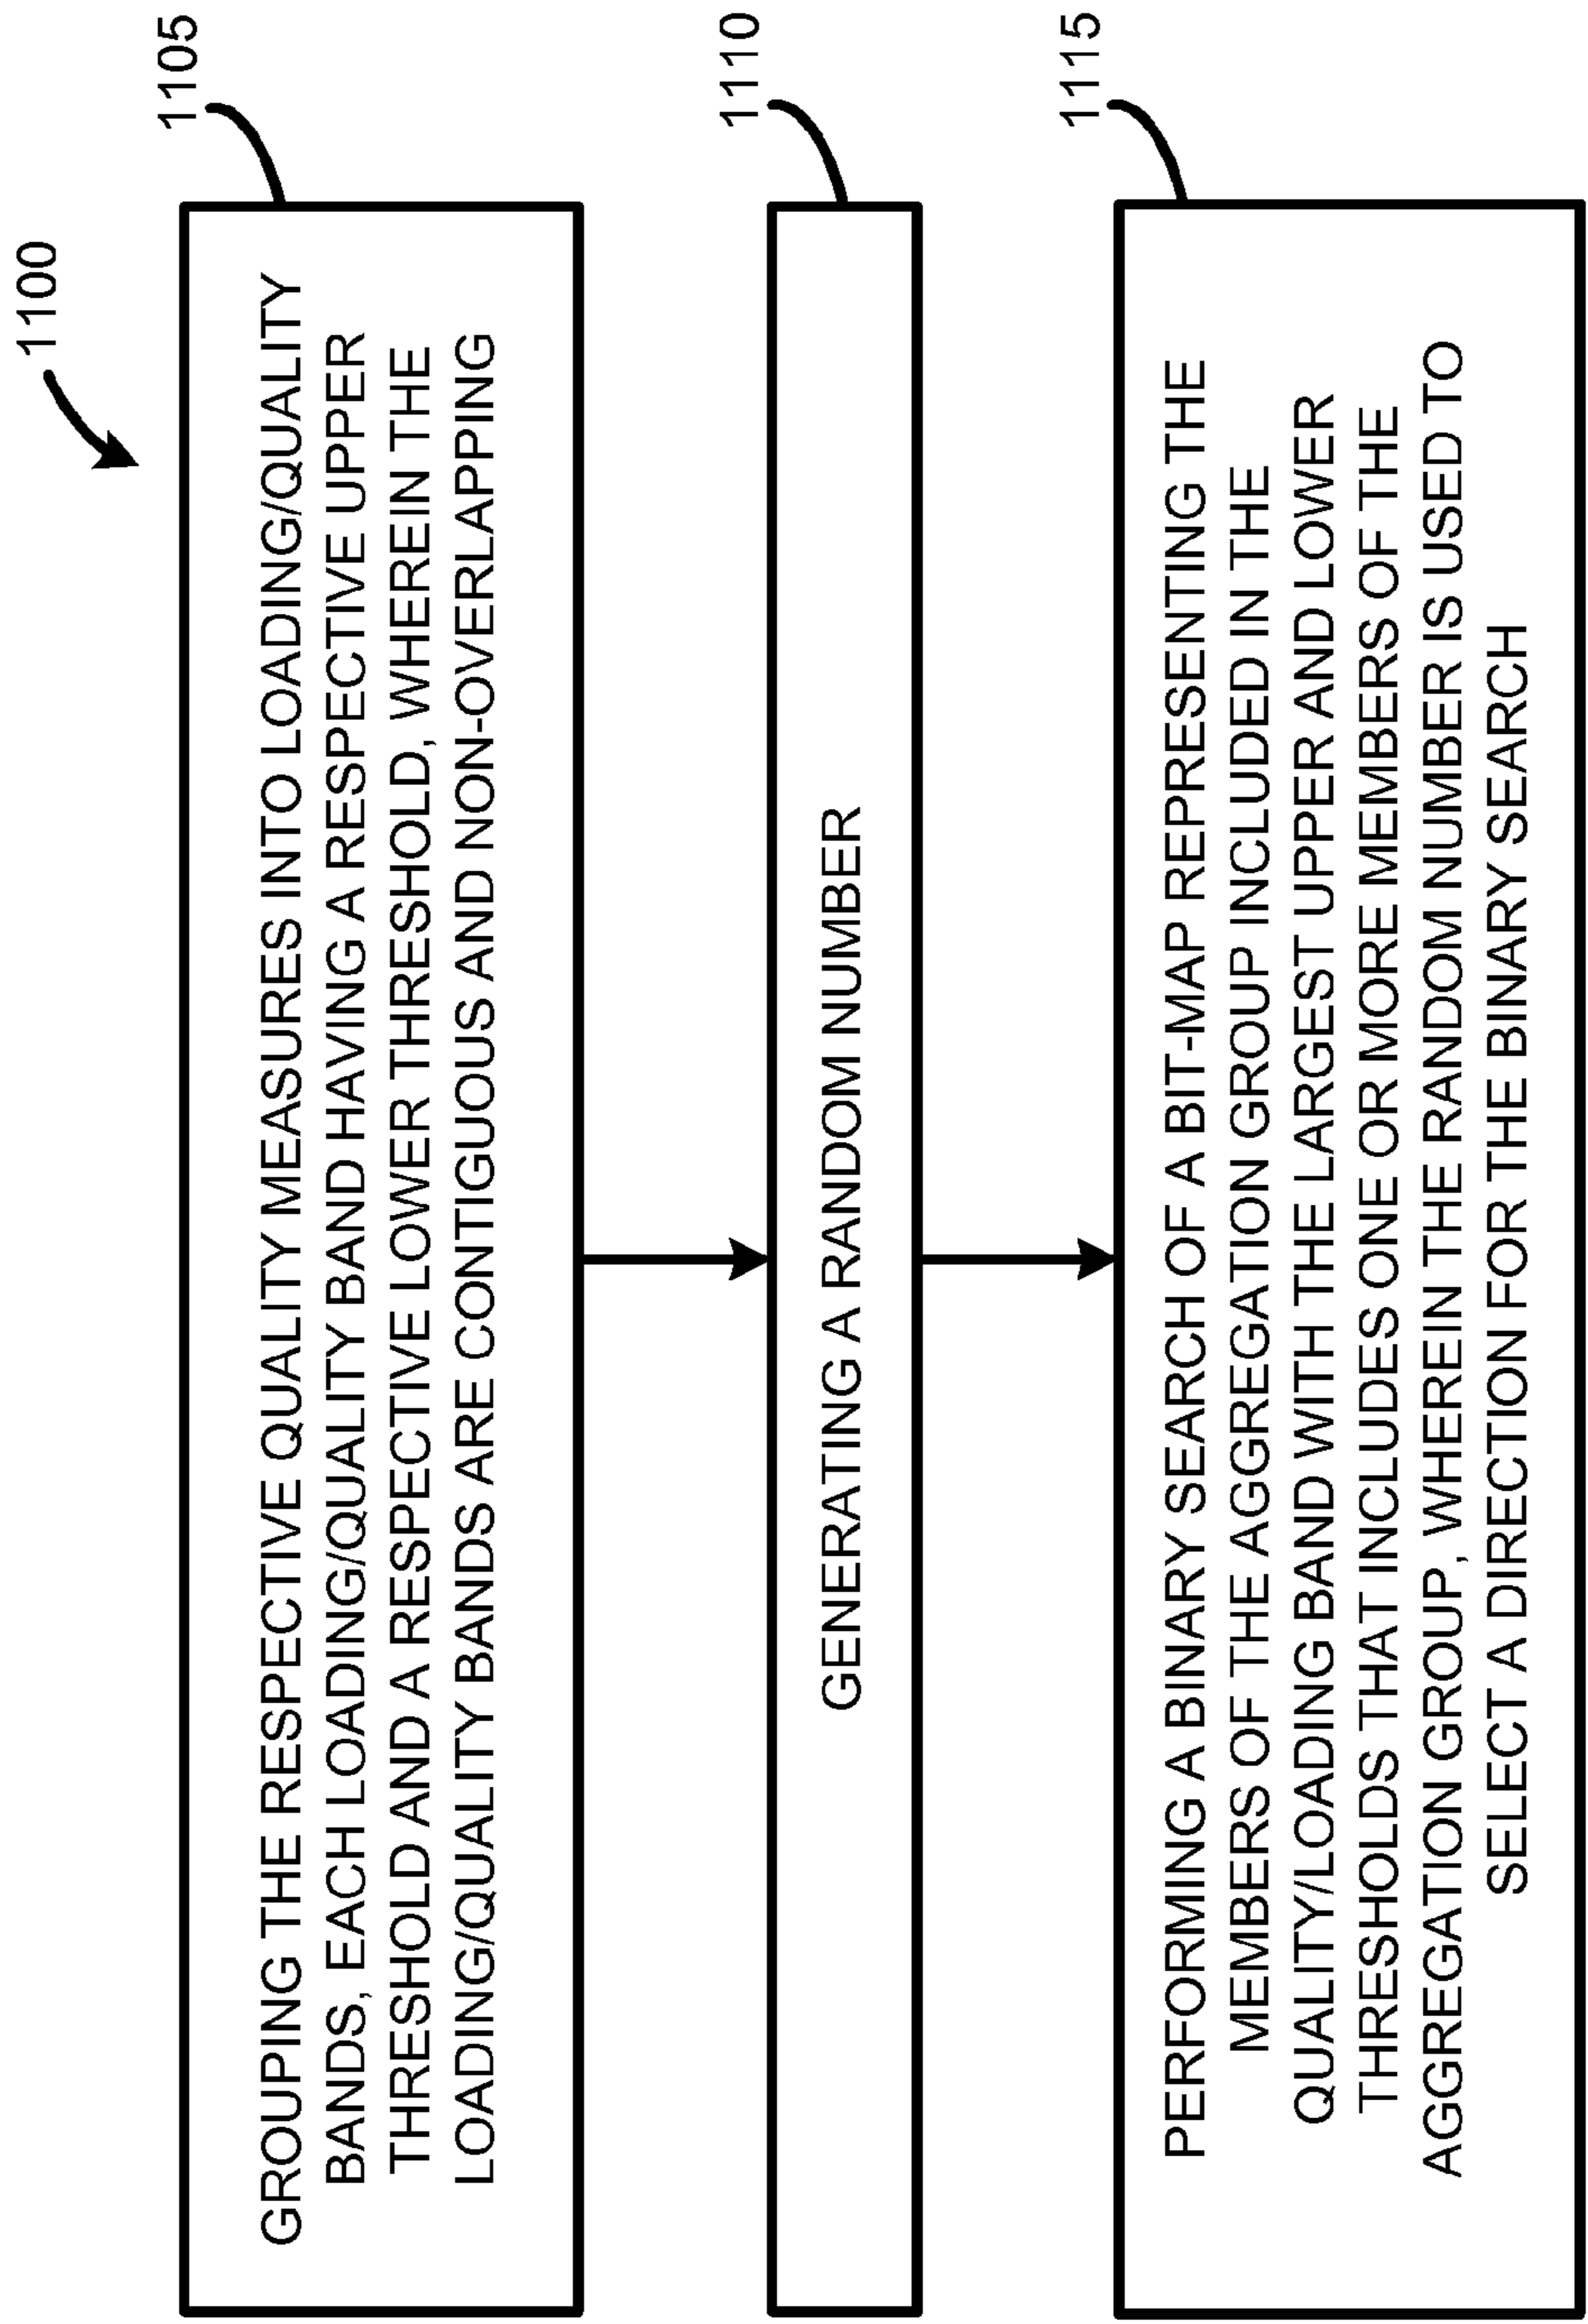 1100
1105
GROUPING THE RESPECTIVE QUALITY MEASURES INTO LOADING/QUALITY
BANDS, EACH LOADING/QUALITY BAND HAVING A RESPECTIVE UPPER
THRESHOLD AND A RESPECTIVE LOWER THRESHOLD, WHEREIN THE
LOADING/QUALITY BANDS ARE CONTIGUOUS AND NON-OVERLAPPING
1110
GENERATING A RANDOM NUMBER
1115
PERFORMING A BINARY SEARCH OF A BIT-MAP REPRESENTING THE
MEMBERS OF THE AGGREGATION GROUP INCLUDED IN THE
QUALITY/LOADING BAND WITH THE LARGEST UPPER AND LOWER
THRESHOLDS THAT INCLUDES ONE OR MORE MEMBERS OF THE
AGGREGATION GROUP, WHEREIN THE RANDOM NUMBER IS USED TO
SELECT A DIRECTION FOR THE BINARY SEARCH